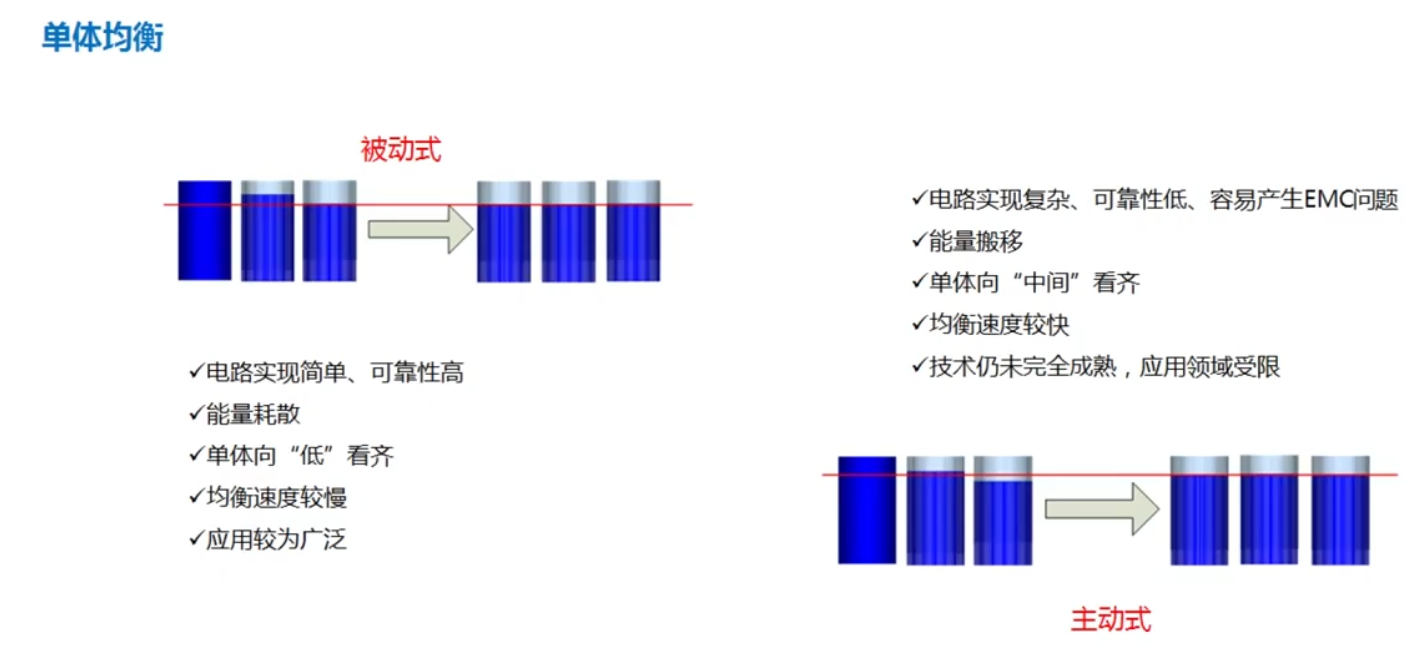 单体均衡
被动式
✓电路实现简单、可靠性高
✓能量耗散
✓单体向“低”看齐
✓均衡速度较慢
✓应用较为广泛
✓电路实现复杂、可靠性低、容易产生EMC问题
✓能量搬移
✓单体向“中间”看齐
✓均衡速度较快
✓技术仍未完全成熟，应用领域受限
主动式